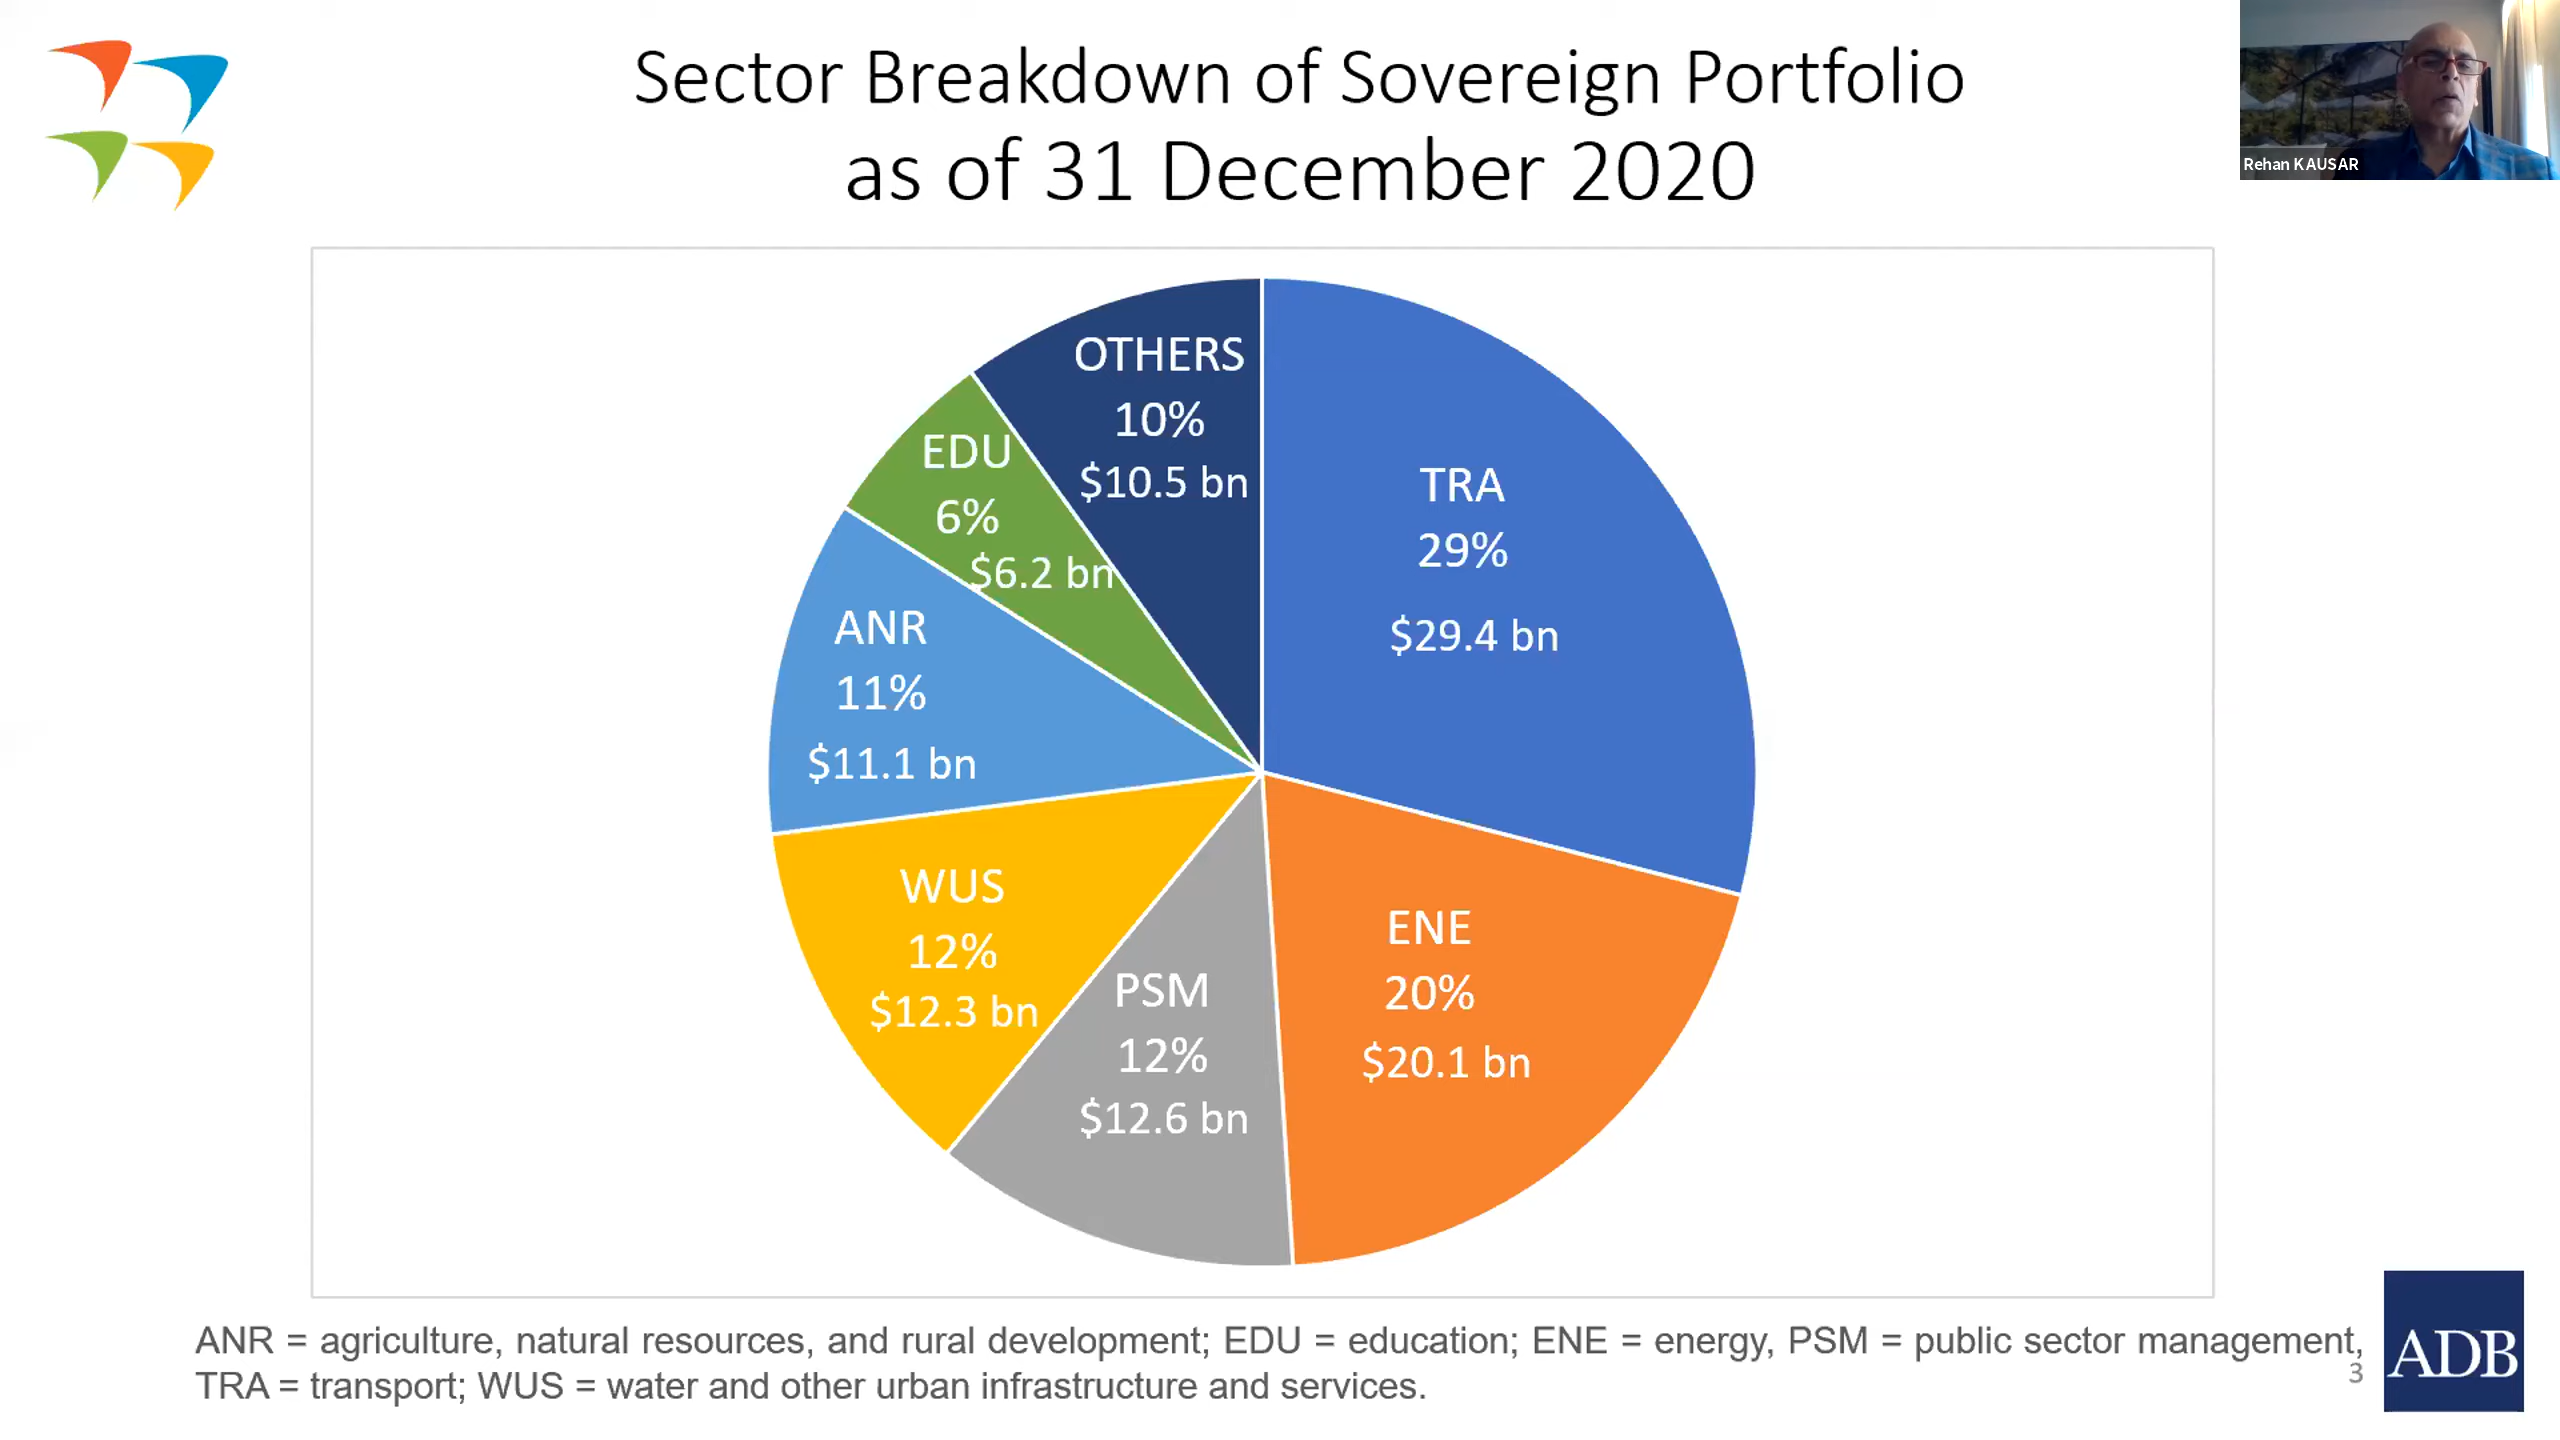 Sector Breakdown of Sovereign Portfolio
as of 31 December 2020
Rehan KAUSAR
OTHERS
10%
$10.5 bn
TRA
29%
$29.4 bn
EDU
6%
$6.2 bn
ANR
11%
$11.1 bn
WUS
12%
$12.3 bn
PSM
12%
$12.6 bn
ENE
20%
$20.1 bn
ANR = agriculture, natural resources, and rural development; EDU = education; ENE = energy, PSM = public sector management,
TRA = transport; WUS = water and other urban infrastructure and services.
3
ADB